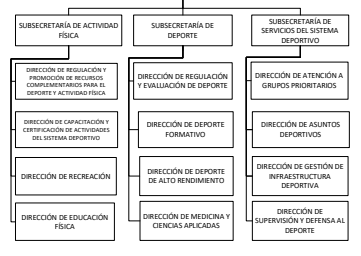 SUBSECRETARÍA DE ACTIVIDAD
FÍSICA
SUBSECRETARÍA DE
DEPORTE
SUBSECRETARÍA DE
SERVICIOS DEL SISTEMA
DEPORTIVO
DIRECCIÓN DE REGULACIÓN Y
PROMOCIÓN DE RECURSOS
COMPLEMENTARIOS PARA EL
DEPORTE Y ACTIVIDAD FÍSICA
DIRECCIÓN DE REGULACIÓN
Y EVALUACIÓN DE DEPORTE
DIRECCIÓN DE ATENCIÓN A
GRUPOS PRIORITARIOS
DIRECCIÓN DE CAPACITACIÓN Y
CERTIFICACIÓN DE ACTIVIDADES
DEL SISTEMA DEPORTIVO
DIRECCIÓN DE DEPORTE
FORMATIVO
DIRECCIÓN DE ASUNTOS
DEPORTIVOS
DIRECCIÓN DE RECREACIÓN
DIRECCIÓN DE DEPORTE
DE ALTO RENDIMIENTO
DIRECCIÓN DE GESTIÓN DE
INFRAESTRUCTURA
DEPORTIVA
DIRECCIÓN DE EDUCACIÓN
FÍSICA
DIRECCIÓN DE MEDICINA Y
CIENCIAS APLICADAS
DIRECCIÓN DE
SUPERVISIÓN Y DEFENSA AL
DEPORTE